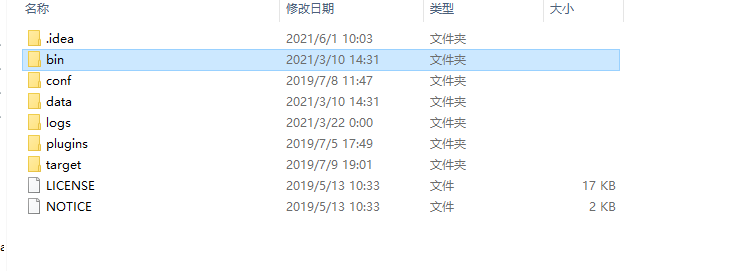 名称 修改日期 类型 大小
.idea 2021/6/1 10:03 文件夹
bin 2021/3/10 14:31 文件夹
conf 2019/7/8 11:47 文件夹
data 2021/3/10 14:31 文件夹
logs 2021/3/22 0:00 文件夹
plugins 2019/7/5 17:49 文件夹
target 2019/7/9 19:01 文件夹
LICENSE 2019/5/13 10:33 文件 17 KB
NOTICE 2019/5/13 10:33 文件 2 KB